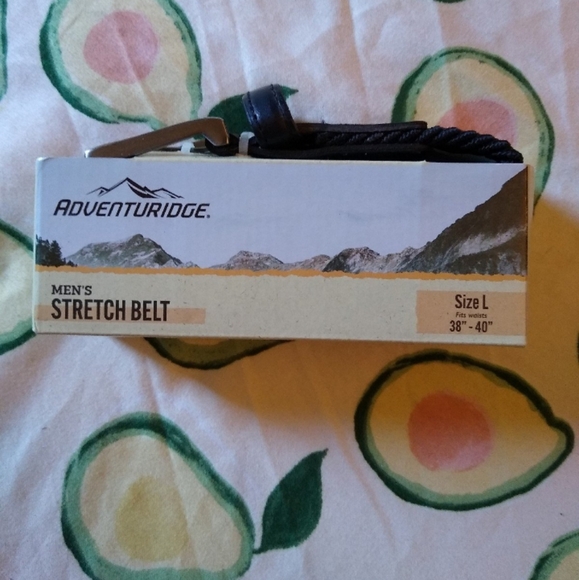 ADVENTURIDGE.
MEN'S
STRETCH BELT
Size L
Fits waists
38" - 40"